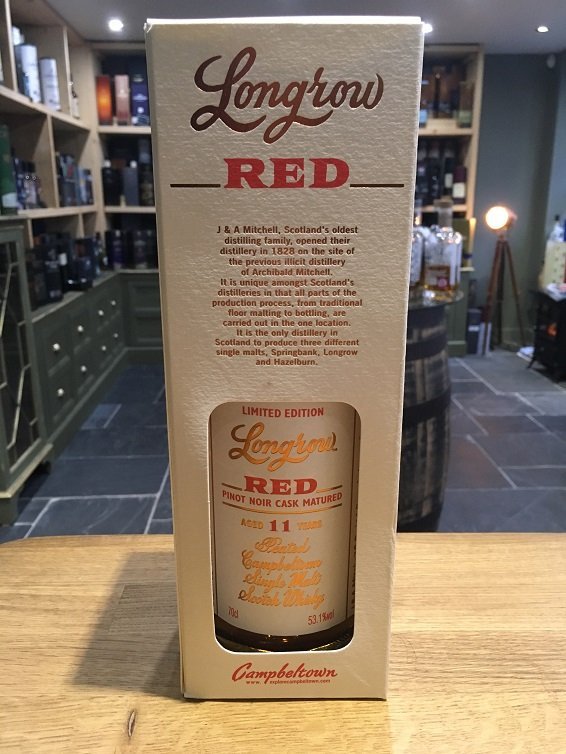 Longrow
RED
J & A Mitchell, Scotland's oldest
distilling family, opened their
distillery in 1828 on the site of
the previous illicit distillery
of Archibald Mitchell.
It is unique amongst Scotland's
distilleries in that all parts of the
production process, from traditional
floor malting to bottling, are
carried out in the one location.
It is the only distillery in
Scotland to produce three different
single malts, Springbank, Longrow
and Hazelburn.
LIMITED EDITION
Longrow
RED
PINOT NOIR CASK MATURED
AGED 11 YEARS
Peated
Campbeltown
Single Malt
Scotch Whisky
70cl 53.1%vol
Campbeltown
www.explorecampbeltown.com